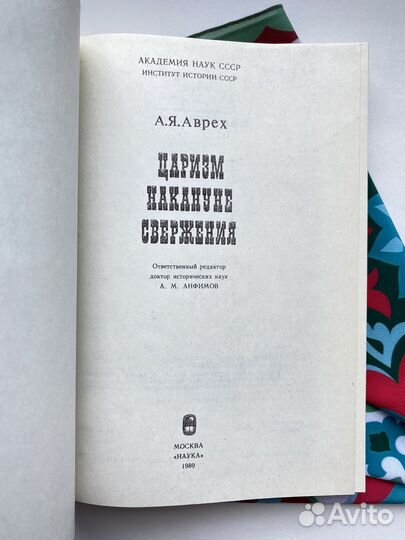 АКАДЕМИЯ НАУК СССР
ИНСТИТУТ ИСТОРИИ СССР
А.Я.Аврех
ЦАРИЗМ
НАКАНУНЕ
СВЕРЖЕНИЯ
Ответственный редактор
доктор исторических наук
А. М. АНФИМОВ
МОСКВА
«НАУКА»
1989
Avito